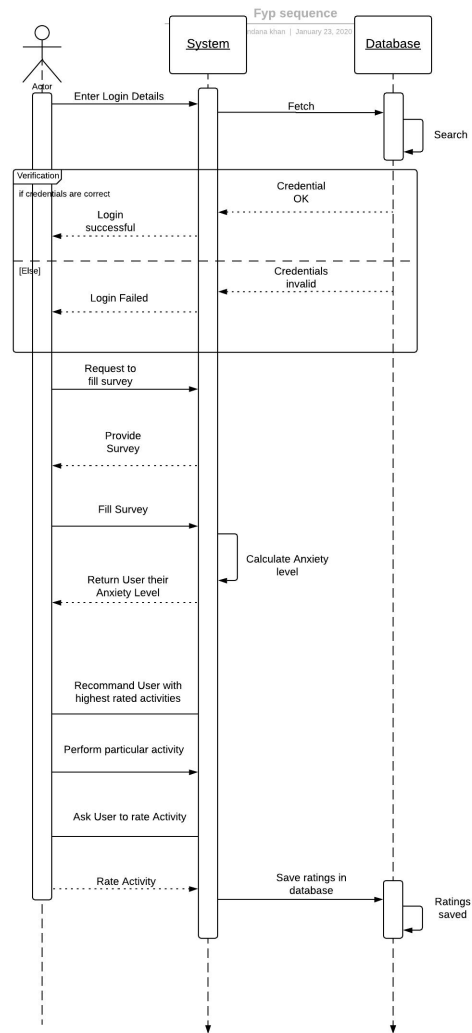 Fyp sequence
khan | January 23, 2020
System
Database
Actor
Enter Login Details
Fetch
Search
Verification
if credentials are correct
Credential
OK
Login
successful
[Else]
Credentials
invalid
Login Failed
Request to
fill survey
Provide
Survey
Fill Survey
Calculate Anxiety
level
Return User their
Anxiety Level
Recommand User with
highest rated activities
Perform particular activity
Ask User to rate Activity
Rate Activity
Save ratings in
database
Ratings
saved